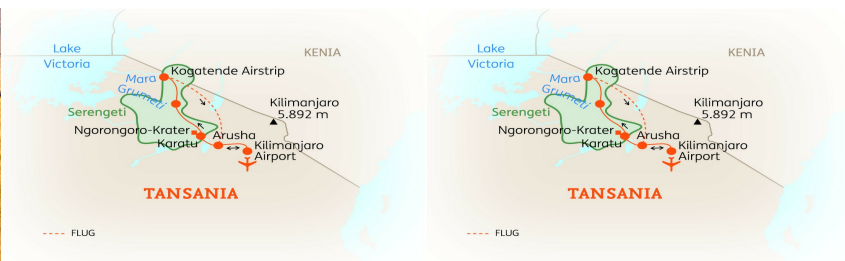 Lake
Victoria
KENIA
Mara
Kogatende Airstrip
Grumeti
Serengeti
Kilimanjaro
5.892 m
Ngorongoro-Krater
Arusha
Karatu
Kilimanjaro
Airport
TANSANIA
FLUG
Lake
Victoria
KENIA
Mara
Kogatende Airstrip
Grumeti
Serengeti
Kilimanjaro
5.892 m
Ngorongoro-Krater
Arusha
Karatu
Kilimanjaro
Airport
TANSANIA
FLUG